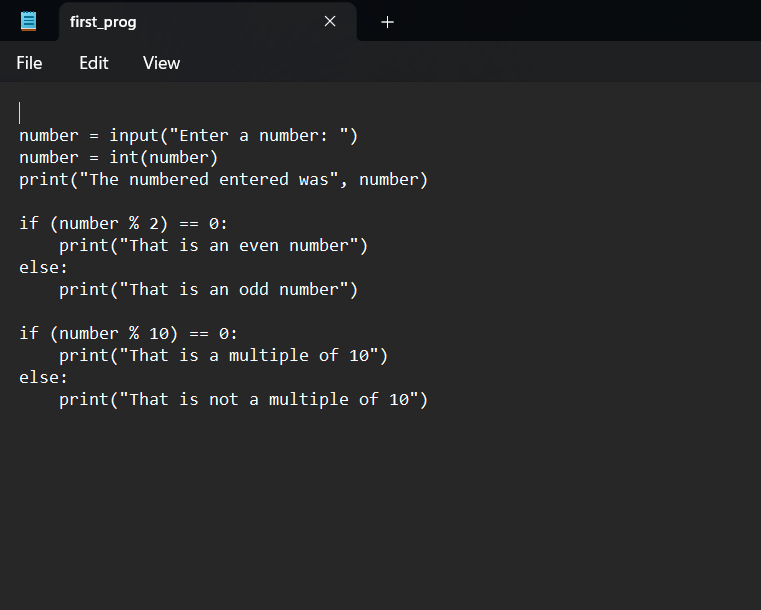 first_prog
File Edit View
number = input("Enter a number: ")
number = int(number)
print("The numbered entered was", number)
if (number % 2) == 0:
    print("That is an even number")
else:
    print("That is an odd number")
if (number % 10) == 0:
    print("That is a multiple of 10")
else:
    print("That is not a multiple of 10")